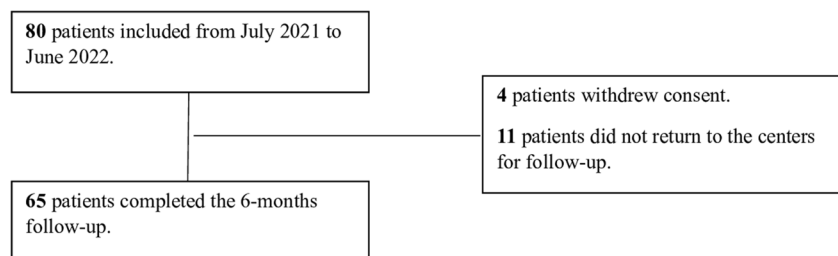 80 patients included from July 2021 to
June 2022.
4 patients withdrew consent.
11 patients did not return to the centers
for follow-up.
65 patients completed the 6-months
follow-up.